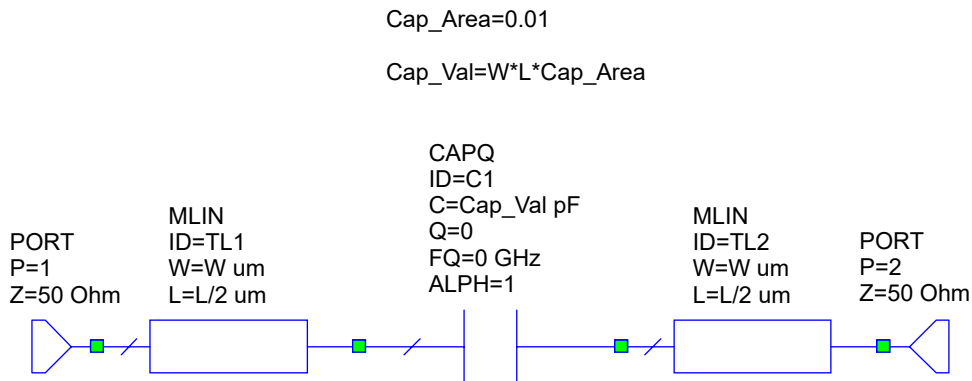 Cap_Area=0.01
Cap_Val=W*L*Cap_Area
CAPQ
ID=C1
C=Cap_Val pF
Q=0
FQ=0 GHz
ALPH=1
PORT
P=1
Z=50 Ohm
MLIN
ID=TL1
W=W um
L=L/2 um
MLIN
ID=TL2
W=W um
L=L/2 um
PORT
P=2
Z=50 Ohm